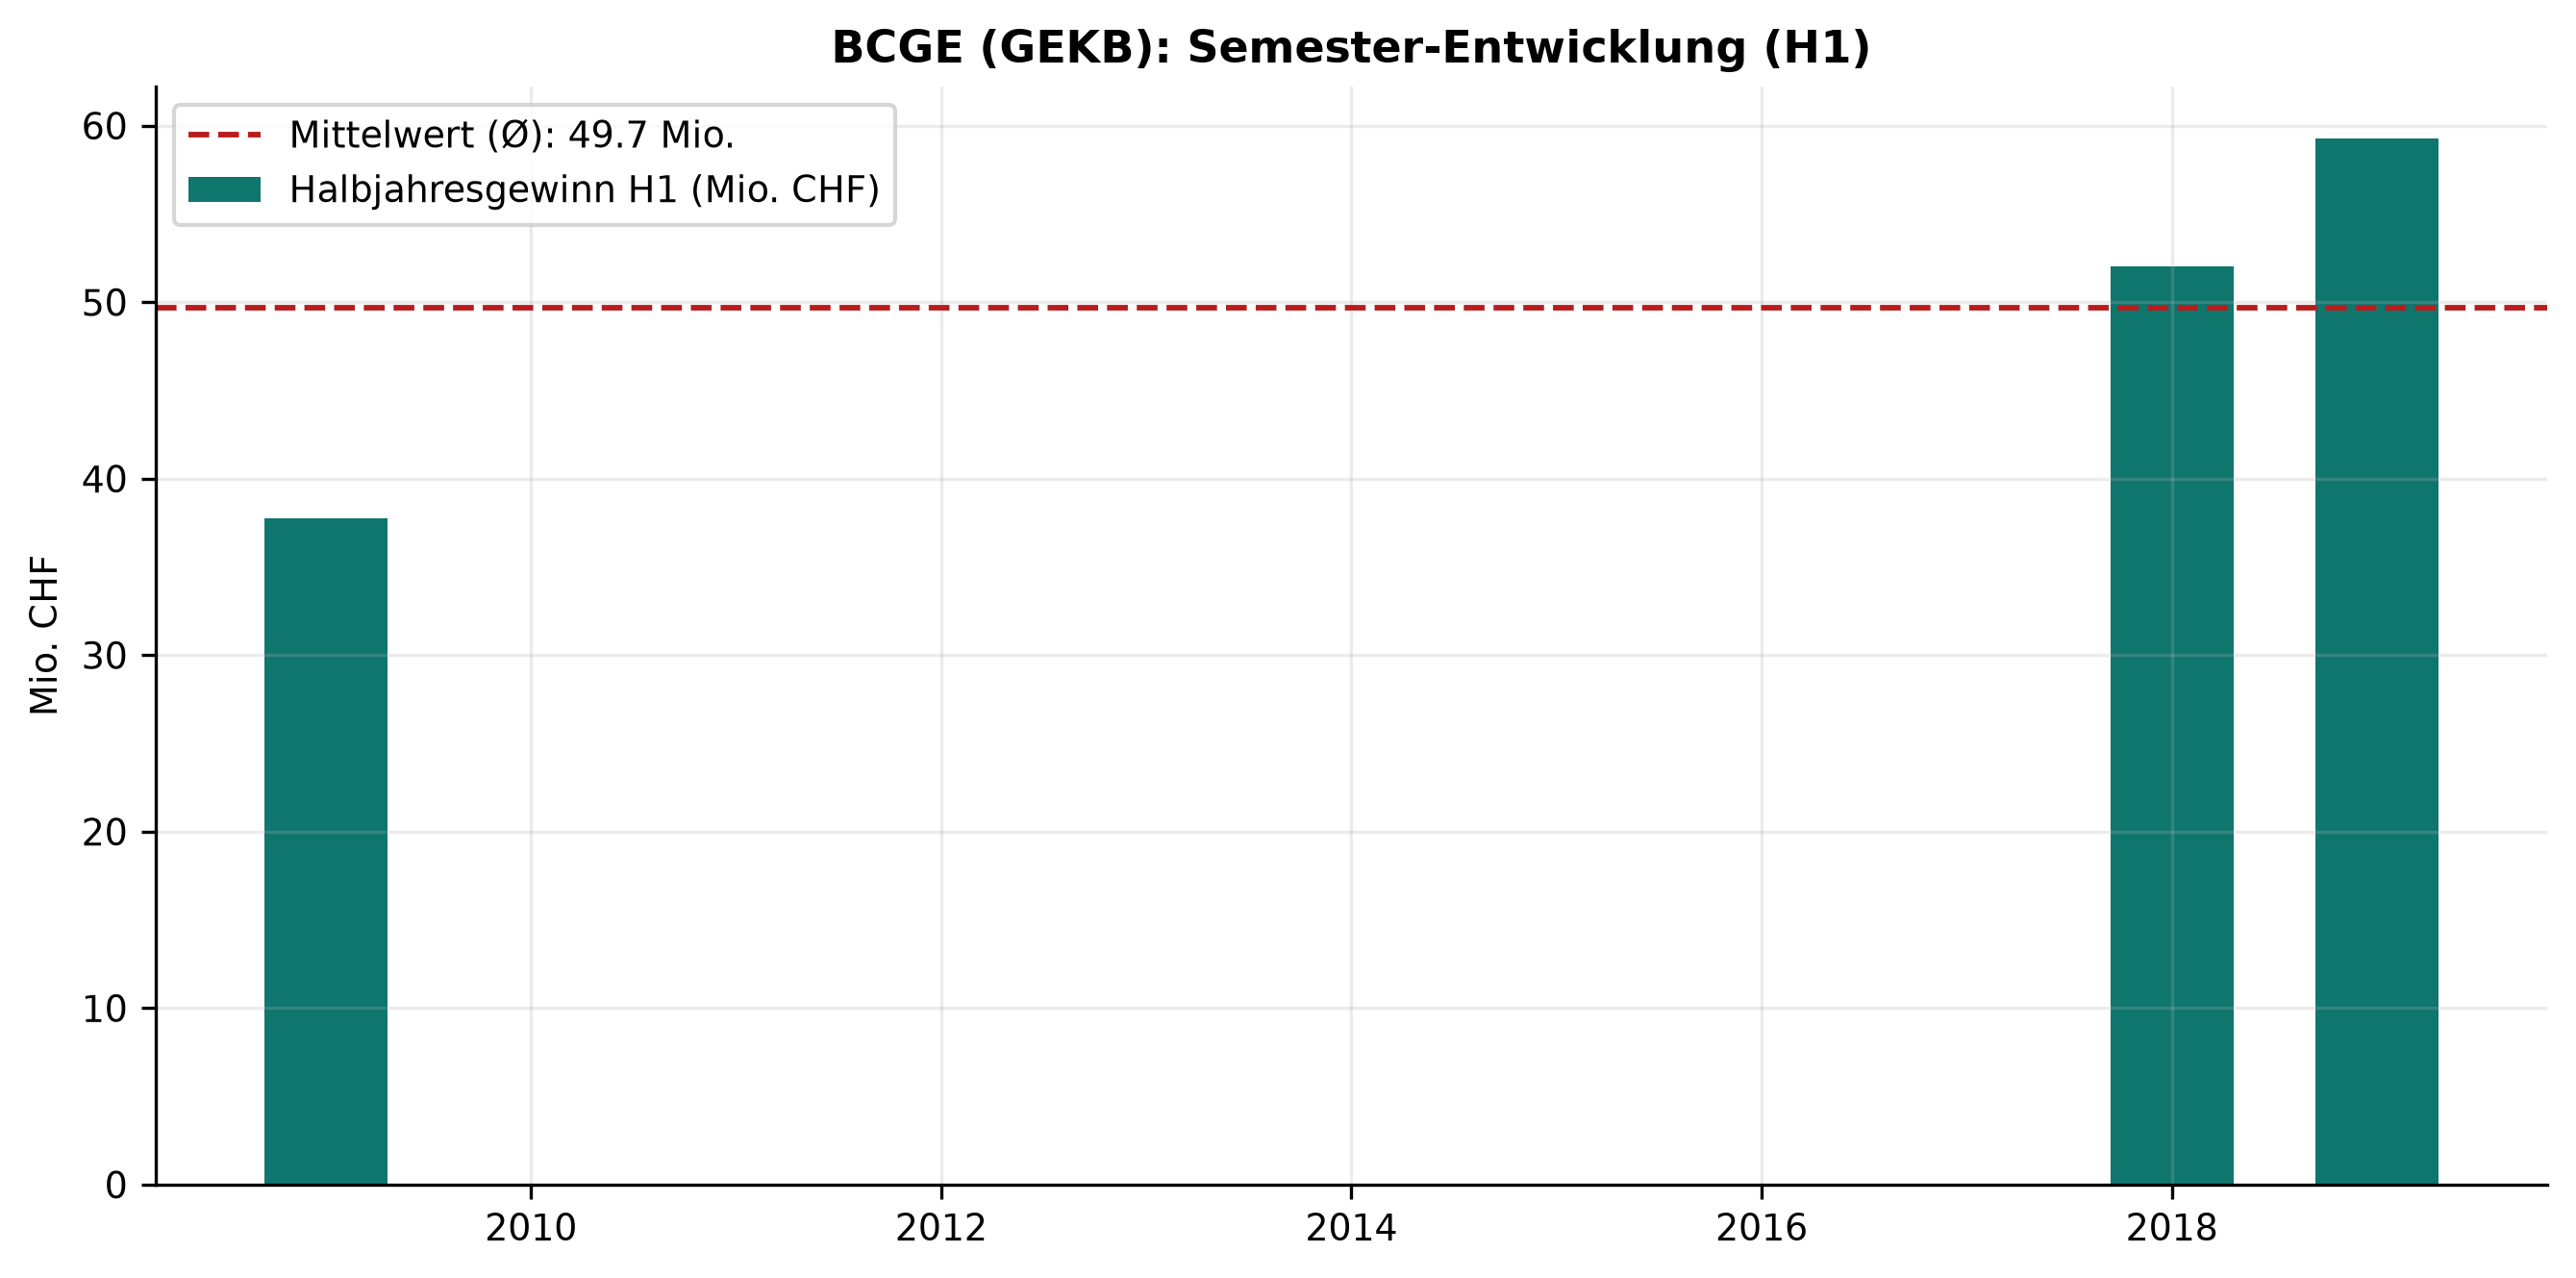 BCGE (GEKB): Semester-Entwicklung (H1)
Mittelwert (Ø): 49.7 Mio.
Halbjahresgewinn H1 (Mio. CHF)
Mio. CHF
60
50
40
30
20
10
0
2010 2012 2014 2016 2018